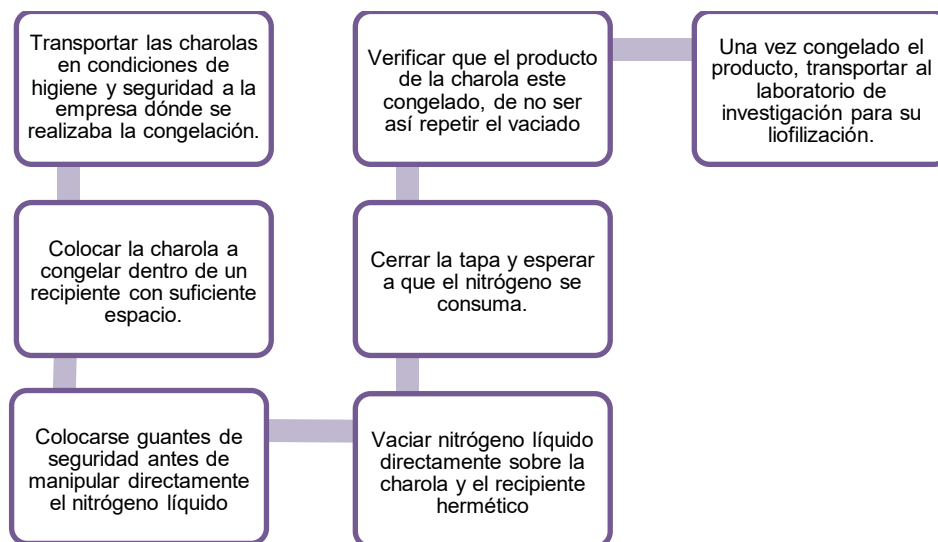 Transportar las charolas
en condiciones de
higiene y seguridad a la
empresa dónde se
realizaba la congelación.
Colocar la charola a
congelar dentro de un
recipiente con suficiente
espacio.
Colocarse guantes de
seguridad antes de
manipular directamente
el nitrógeno líquido
Vaciar nitrógeno líquido
directamente sobre la
charola y el recipiente
hermético
Cerrar la tapa y esperar
a que el nitrógeno se
consuma.
Verificar que el producto
de la charola este
congelado, de no ser
así repetir el vaciado
Una vez congelado el
producto, transportar al
laboratorio de
investigación para su
liofilización.